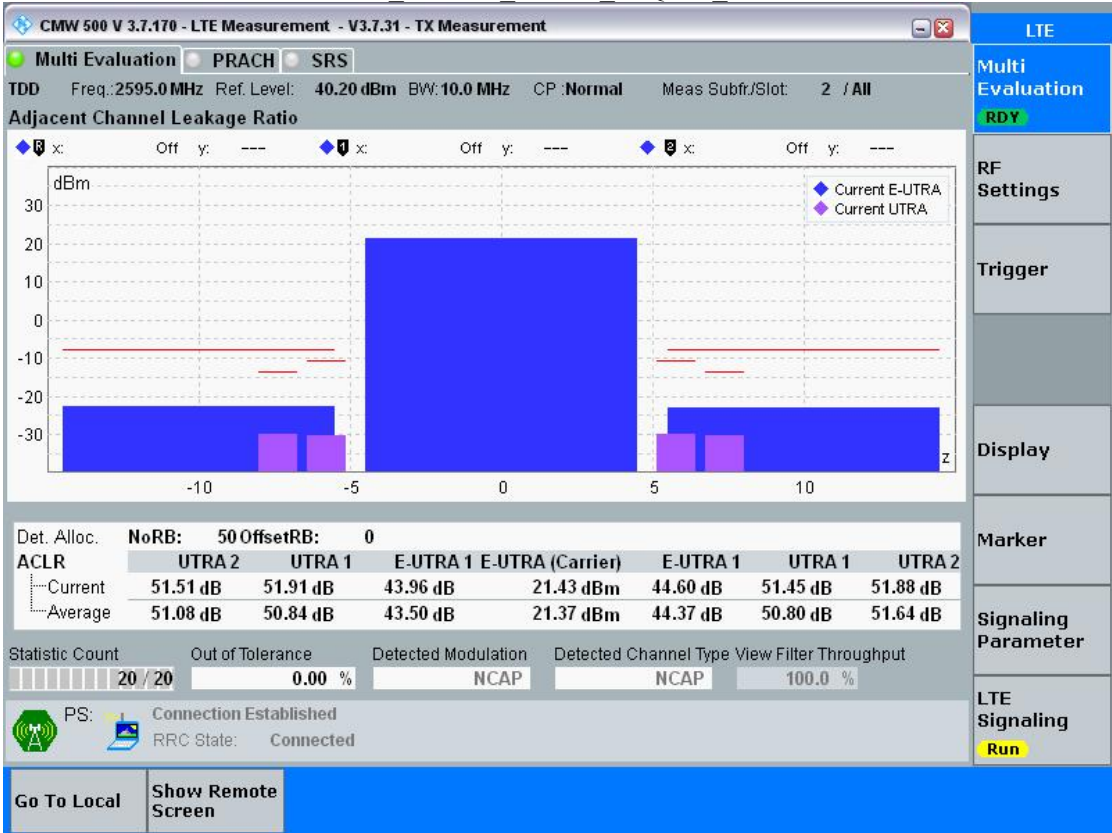 CMW 500 V 3.7.170 - LTE Measurement - V3.7.31 - TX Measurement
LTE
Multi Evaluation PRACH SRS
TDD Freq.:2595.0 MHz Ref. Level: 40.20 dBm BW:10.0 MHz CP :Normal Meas Subfr./Slot: 2 / All
Adjacent Channel Leakage Ratio
R x: Off y: --- 1 x: Off y: --- 2 x: Off y: ---
dBm
Current E-UTRA
Current UTRA
30
20
10
0
-10
-20
-30
z
-10 -5 0 5 10
Det. Alloc. NoRB: 50 OffsetRB: 0
ACLR UTRA 2 UTRA 1 E-UTRA 1 E-UTRA (Carrier) E-UTRA 1 UTRA 1 UTRA 2
Current 51.51 dB 51.91 dB 43.96 dB 21.43 dBm 44.60 dB 51.45 dB 51.88 dB
Average 51.08 dB 50.84 dB 43.50 dB 21.37 dBm 44.37 dB 50.80 dB 51.64 dB
Statistic Count Out of Tolerance Detected Modulation Detected Channel Type View Filter Throughput
20 / 20 0.00 % NCAP NCAP 100.0 %
PS: Connection Established
RRC State: Connected
Multi
Evaluation
RDY
RF
Settings
Trigger
Display
Marker
Signaling
Parameter
LTE
Signaling
Run
Go To Local
Show Remote
Screen